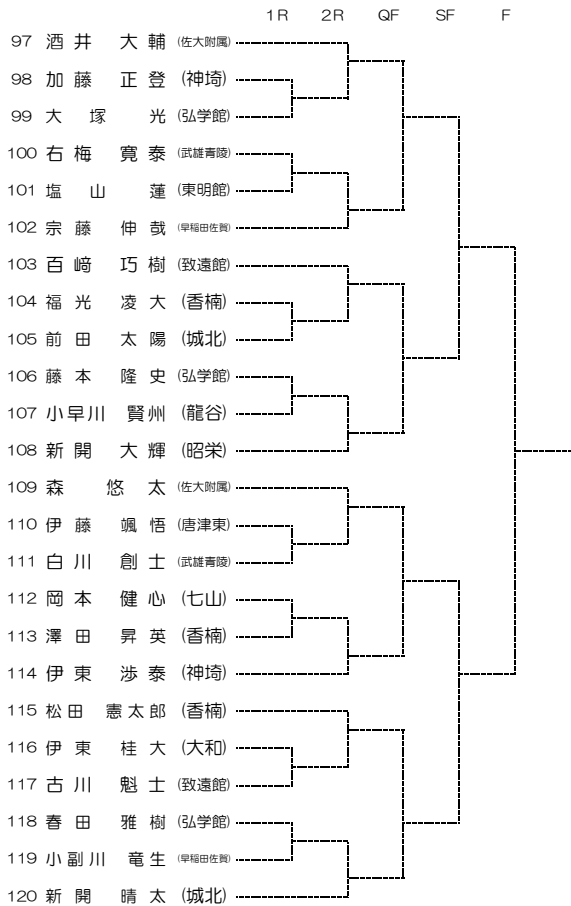 1R 2R QF SF F
97 酒井 大輔 (佐大附属)
98 加藤 正登 (神埼)
99 大塚 光 (弘学館)
100 右梅 寛泰 (武雄青陵)
101 塩山 蓮 (東明館)
102 宗藤 伸哉 (早稲田佐賀)
103 百﨑 巧樹 (致遠館)
104 福光 凌大 (香楠)
105 前田 太陽 (城北)
106 藤本 隆史 (弘学館)
107 小早川 賢州 (龍谷)
108 新開 大輝 (昭栄)
109 森 悠太 (佐大附属)
110 伊藤 颯悟 (唐津東)
111 白川 創士 (武雄青陵)
112 岡本 健心 (七山)
113 澤田 昇英 (香楠)
114 伊東 渉泰 (神埼)
115 松田 憲太郎 (香楠)
116 伊東 桂大 (大和)
117 古川 魁士 (致遠館)
118 春田 雅樹 (弘学館)
119 小副川 竜生 (早稲田佐賀)
120 新開 晴太 (城北)